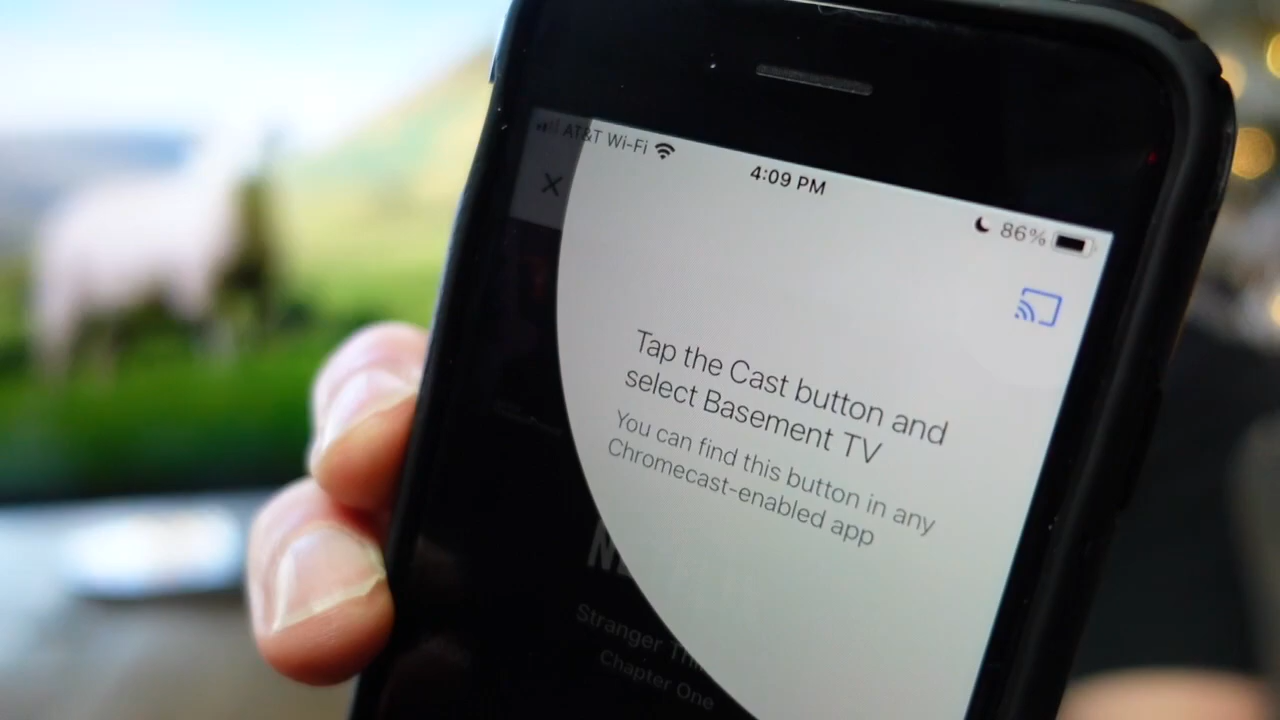 AT&T Wi-Fi
4:09 PM
86%
Tap the Cast button and
select Basement TV
You can find this button in any
Chromecast-enabled app
Stranger
Chapter One